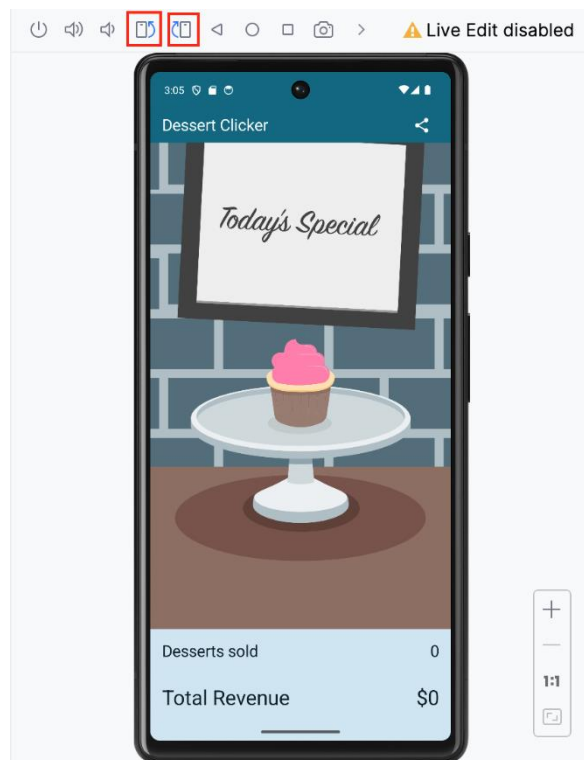 Live Edit disabled
3:05
Dessert Clicker
Today's Special
Desserts sold 0
Total Revenue $0
1:1